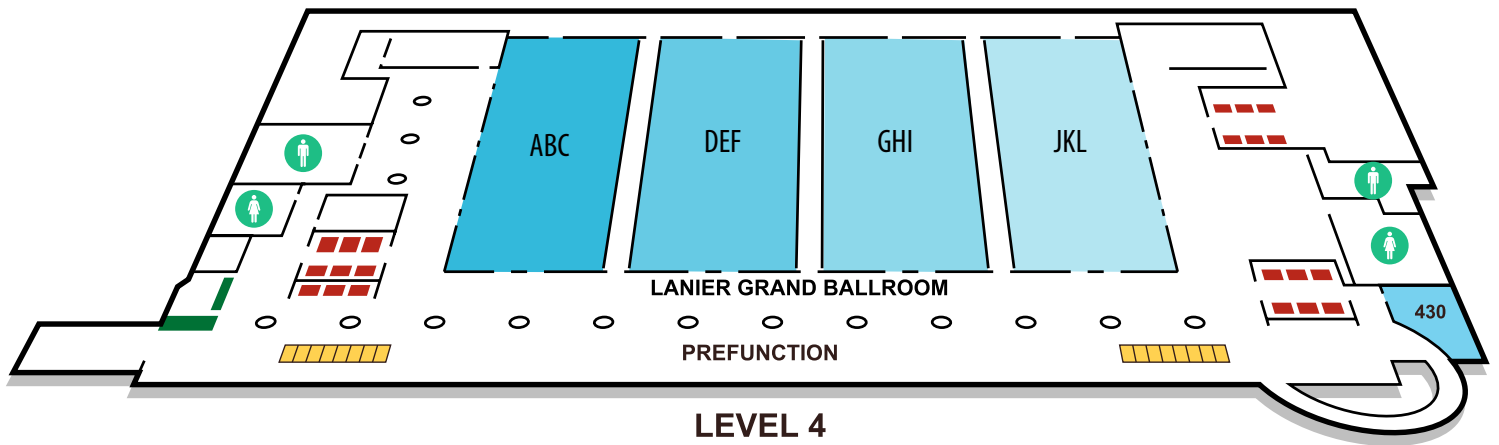 ABC
DEF
GHI
JKL
LANIER GRAND BALLROOM
430
PREFUNCTION
LEVEL 4